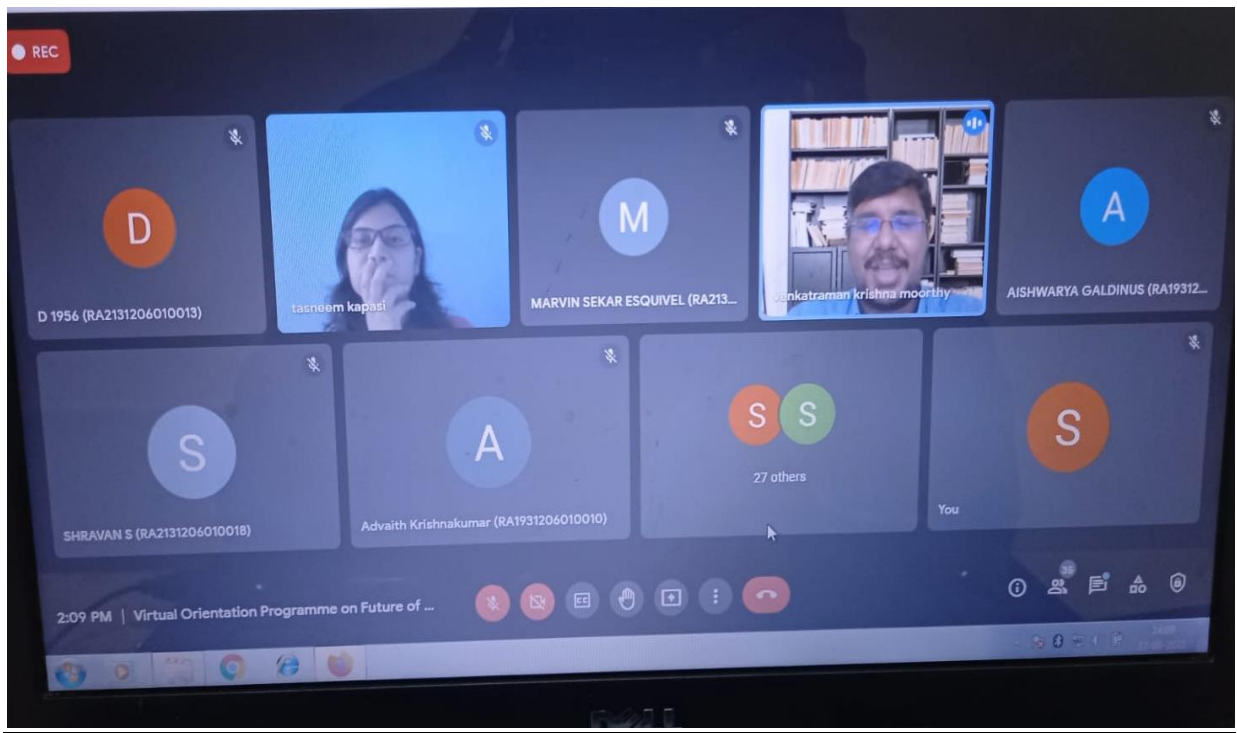 REC
D
D 1956 (RA2131206010013)
tasneem kapasi
M
MARVIN SEKAR ESQUIVEL (RA213...
venkatraman krishna moorthy
A
AISHWARYA GALDINUS (RA19312...
S
SHRAVAN S (RA2131206010018)
A
Advaith Krishnakumar (RA1931206010010)
S S
27 others
S
You
2:09 PM | Virtual Orientation Programme on Future of ...
CC
DELL